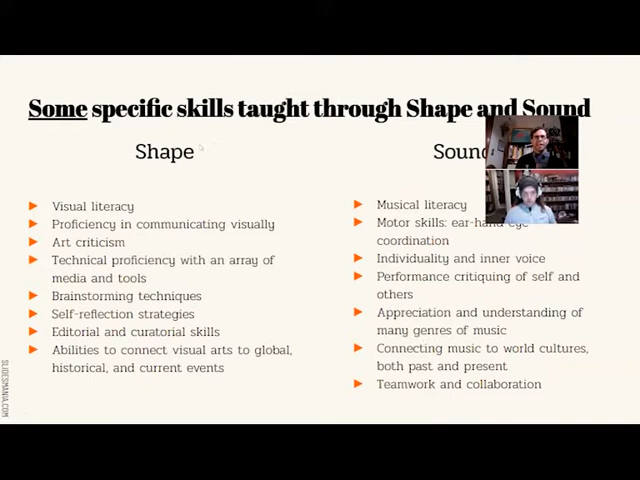 Some specific skills taught through Shape and Sound
Shape
Visual literacy
Proficiency in communicating visually
Art criticism
Technical proficiency with an array of
media and tools
Brainstorming techniques
Self-reflection strategies
Editorial and curatorial skills
Abilities to connect visual arts to global,
historical, and current events
Sound
Musical literacy
Motor skills: ear-hand eye
coordination
Individuality and inner voice
Performance critiquing of self and
others
Appreciation and understanding of
many genres of music
Connecting music to world cultures,
both past and present
Teamwork and collaboration
SLIDESMANIA.COM